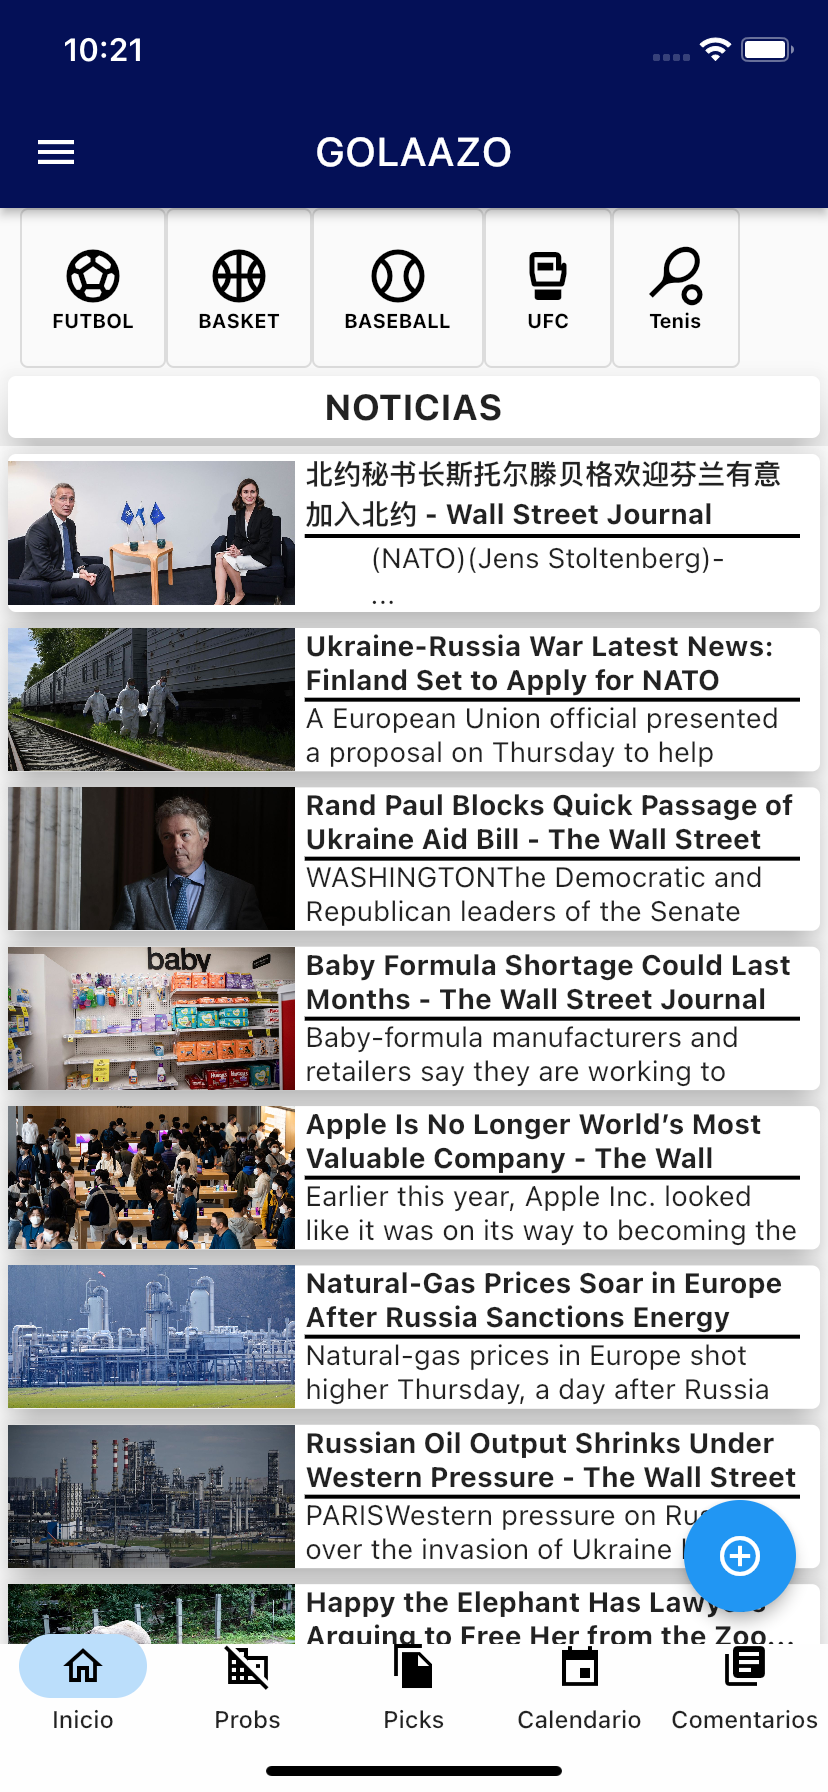 10:21
GOLAAZO
FUTBOL
BASKET
BASEBALL
UFC
Tenis
NOTICIAS
北约秘书长斯托尔滕贝格欢迎芬兰有意
加入北约 - Wall Street Journal
(NATO)(Jens Stoltenberg)-
...
Ukraine-Russia War Latest News:
Finland Set to Apply for NATO
A European Union official presented
a proposal on Thursday to help
Rand Paul Blocks Quick Passage of
Ukraine Aid Bill - The Wall Street
WASHINGTONThe Democratic and
Republican leaders of the Senate
baby
Baby Formula Shortage Could Last
Months - The Wall Street Journal
Baby-formula manufacturers and
retailers say they are working to
Apple Is No Longer World’s Most
Valuable Company - The Wall
Earlier this year, Apple Inc. looked
like it was on its way to becoming the
Natural-Gas Prices Soar in Europe
After Russia Sanctions Energy
Natural-gas prices in Europe shot
higher Thursday, a day after Russia
Russian Oil Output Shrinks Under
Western Pressure - The Wall Street
PARISWestern pressure on
over the invasion of Ukraine
Happy the Elephant Has
Arguing to Free Her from the Zoo...
Inicio
Probs
Picks
Calendario
Comentarios